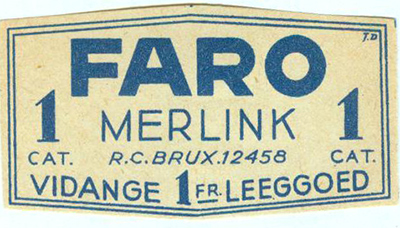 T.D
FARO
1 MERLINK 1
CAT. R.C.BRUX.12458 CAT.
VIDANGE 1 FR. LEEGGOED